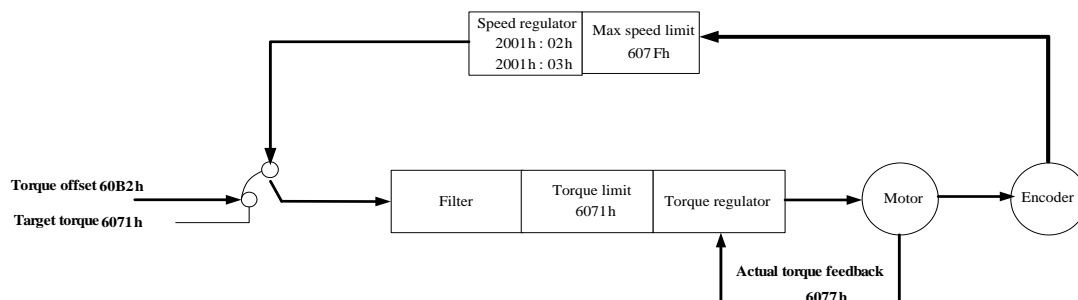 Speed regulator
2001h : 02h
2001h : 03h
Max speed limit
607Fh
Torque offset 60B2h
Target torque 6071h
Filter
Torque limit
6071h
Torque regulator
Motor
Encoder
Actual torque feedback
6077h